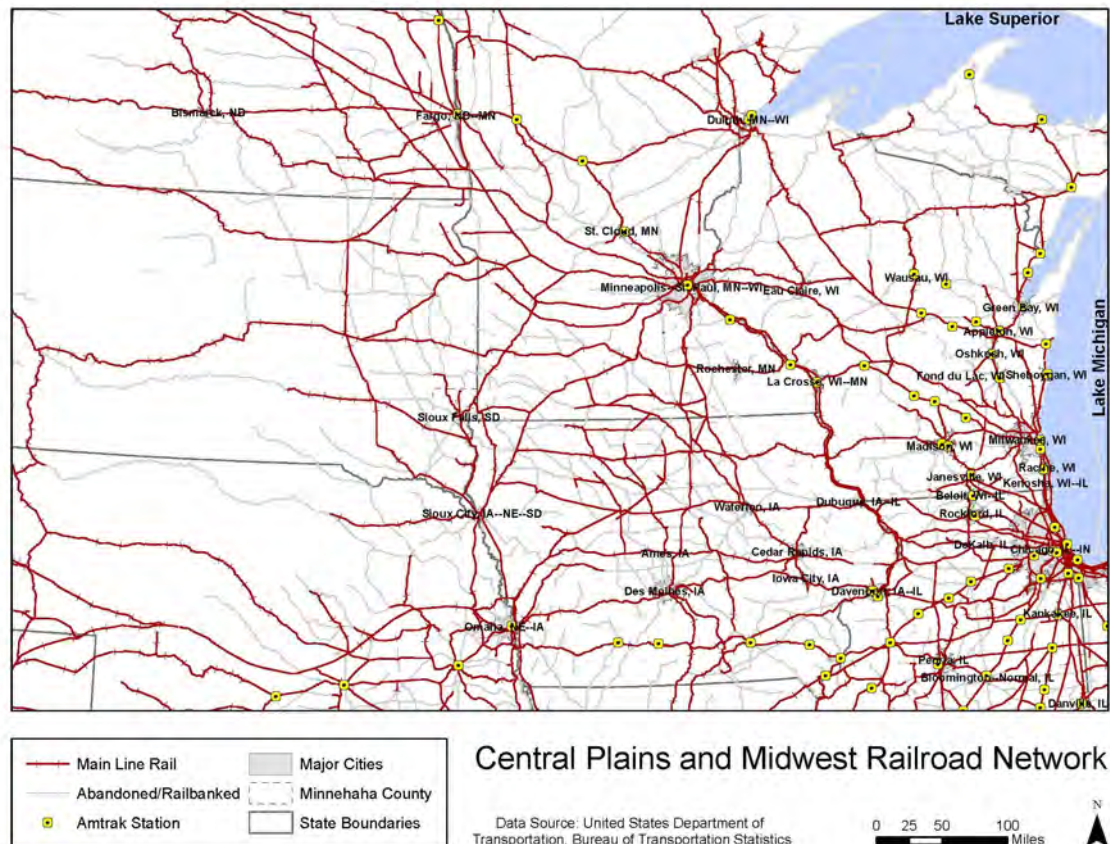 Lake Superior
Bismarck, ND
Fargo, ND--MN
Duluth, MN--WI
St. Cloud, MN
Minneapolis--St. Paul, MN--WI
Eau Claire, WI
Wausau, WI
Green Bay, WI
Appleton, WI
Oshkosh, WI
Rochester, MN
La Crosse, WI--MN
Fond du Lac, WI
Sheboygan, WI
Lake Michigan
Sioux Falls, SD
Madison, WI
Milwaukee, WI
Racine, WI
Janesville, WI
Kenosha, WI--IL
Beloit, WI--IL
Sioux City, IA--NE--SD
Waterloo, IA
Dubuque, IA--IL
Rockford, IL
DeKalb, IL
Chicago, IL--IN
Ames, IA
Cedar Rapids, IA
Iowa City, IA
Des Moines, IA
Davenport, IA--IL
Omaha, NE--IA
Kankakee, IL
Peoria, IL
Bloomington--Normal, IL
Danville, IL
Main Line Rail
Major Cities
Abandoned/Railbanked
Minnehaha County
Amtrak Station
State Boundaries
Central Plains and Midwest Railroad Network
Data Source: United States Department of
Transportation, Bureau of Transportation Statistics
0 25 50 100
Miles
N